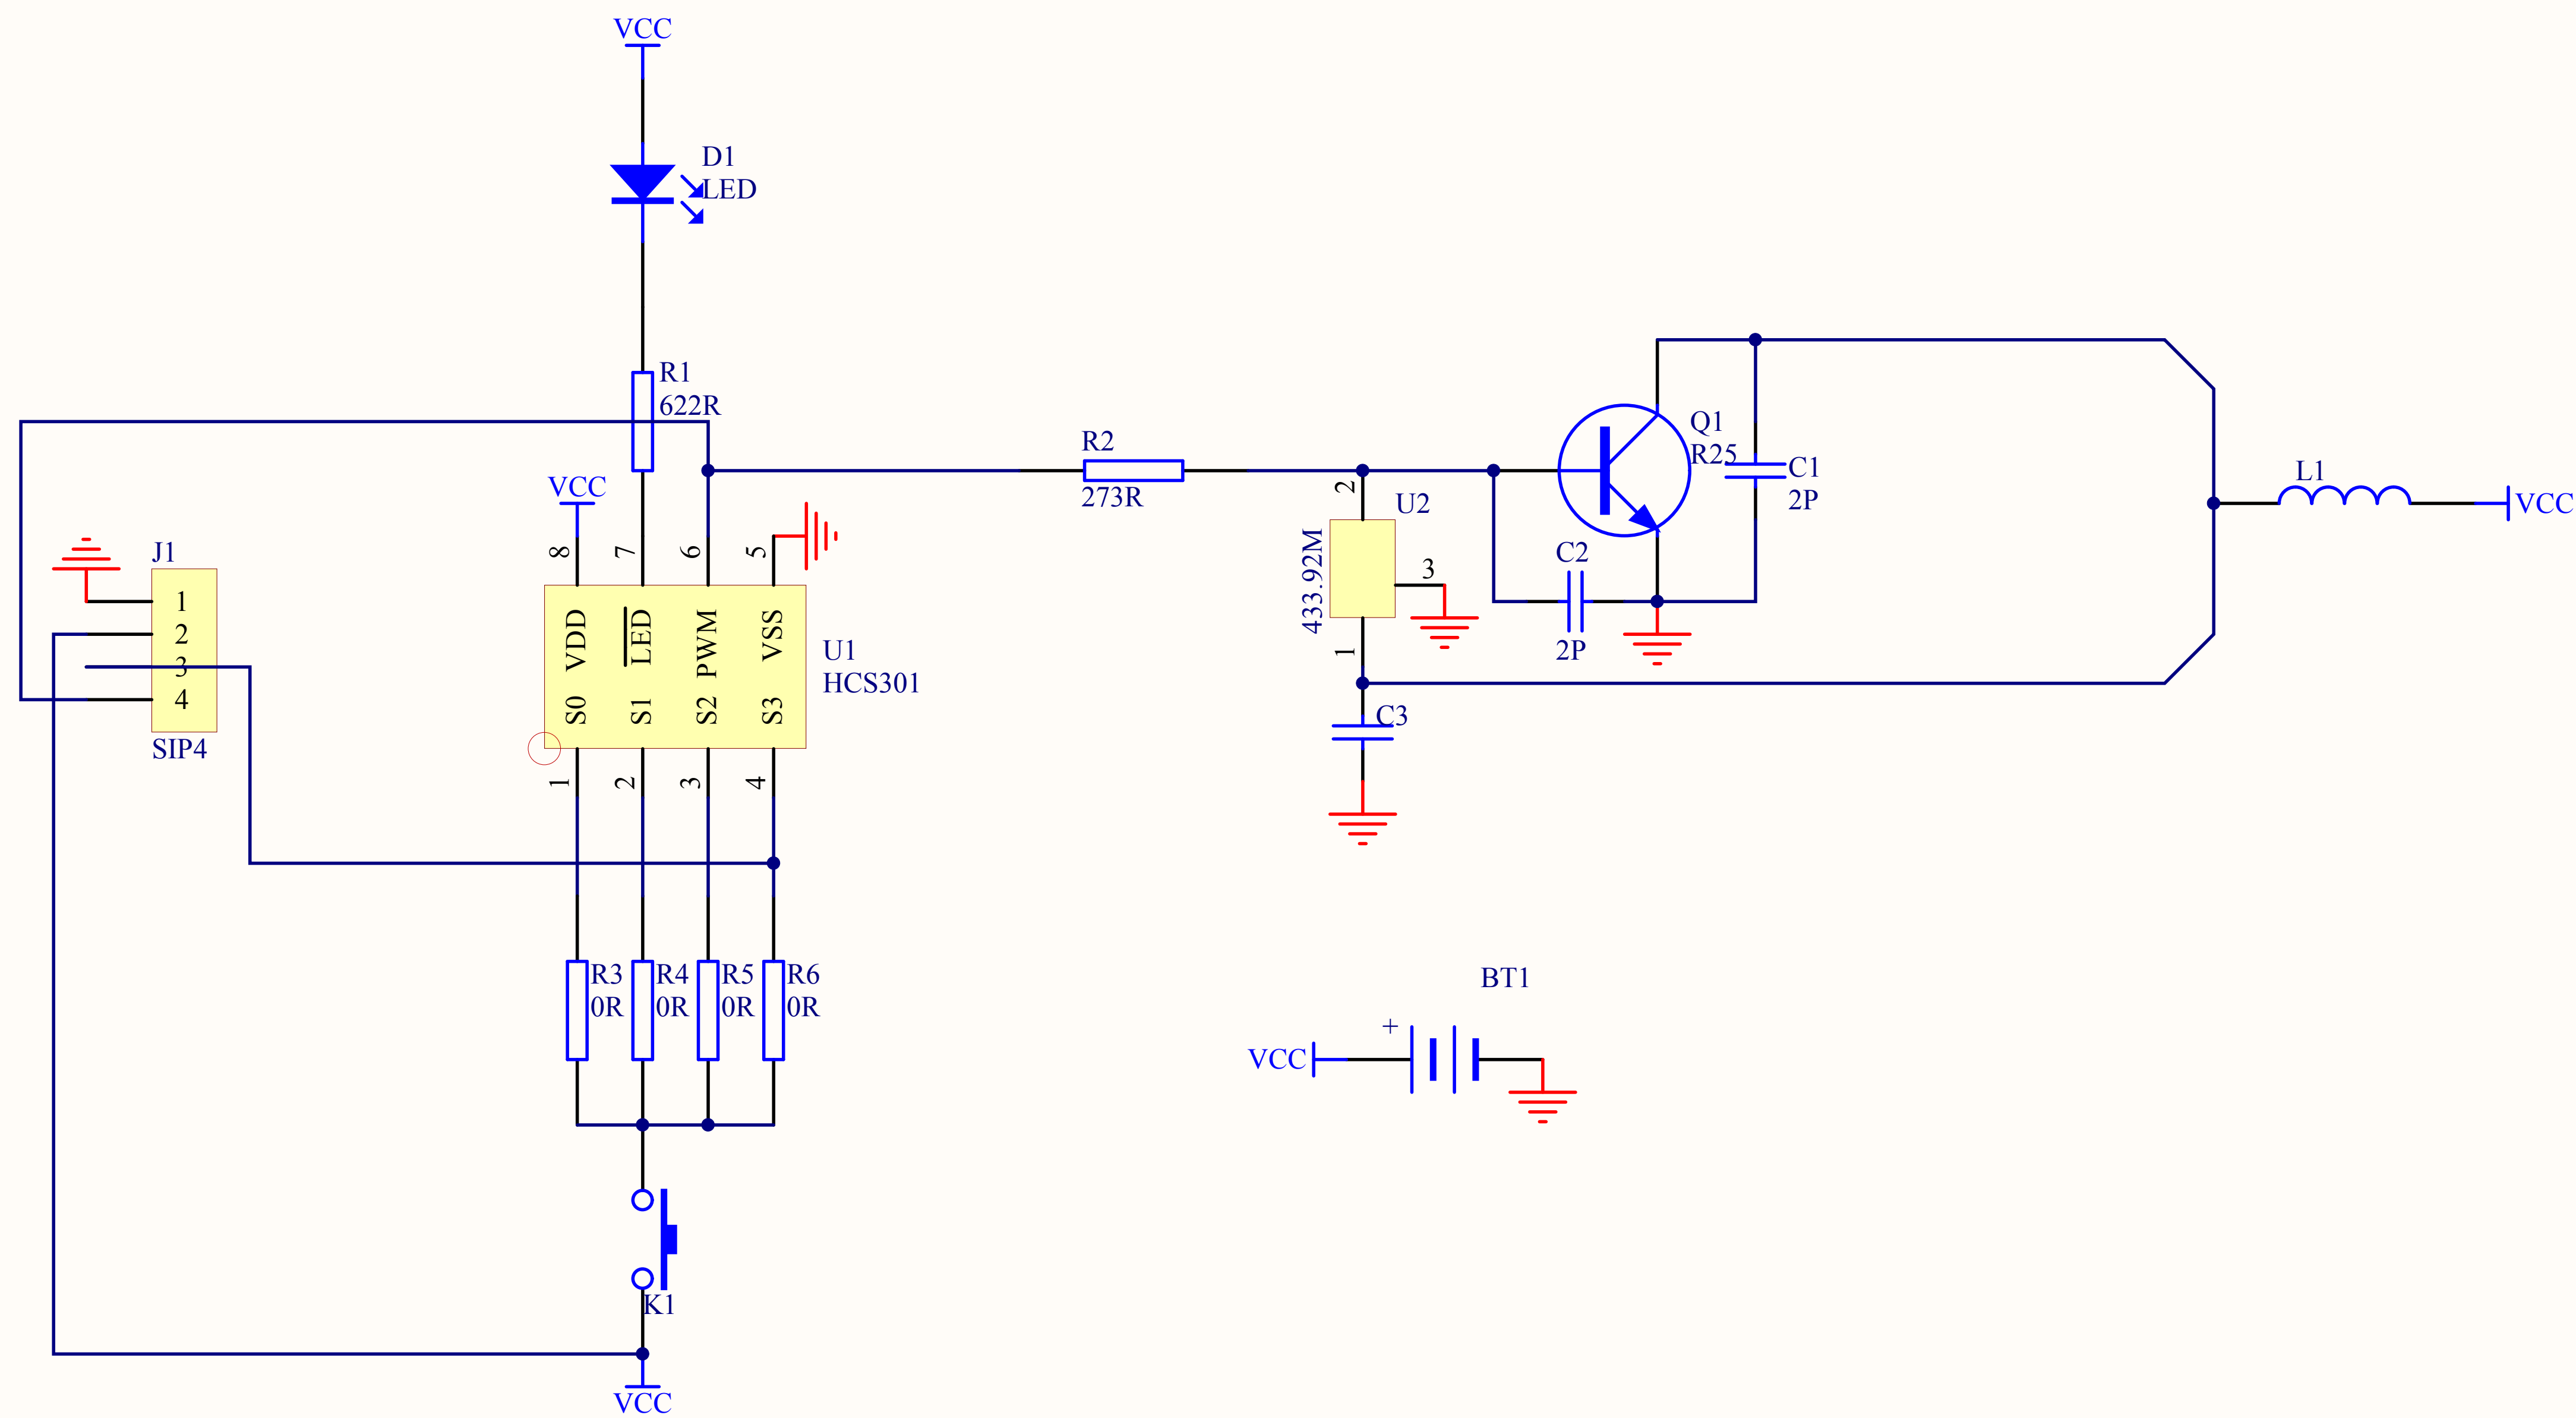 VCC
D1
LED
R1
622R
VCC
8
7
6
5
VDD
LED
PWM
VSS
S0
S1
S2
S3
U1
HCS301
1
2
3
4
J1
1
2
3
4
SIP4
R3
0R
R4
0R
R5
0R
R6
0R
K1
VCC
R2
273R
2
U2
433.92M
3
1
C3
Q1
R25
C1
2P
C2
2P
L1
VCC
BT1
+
VCC